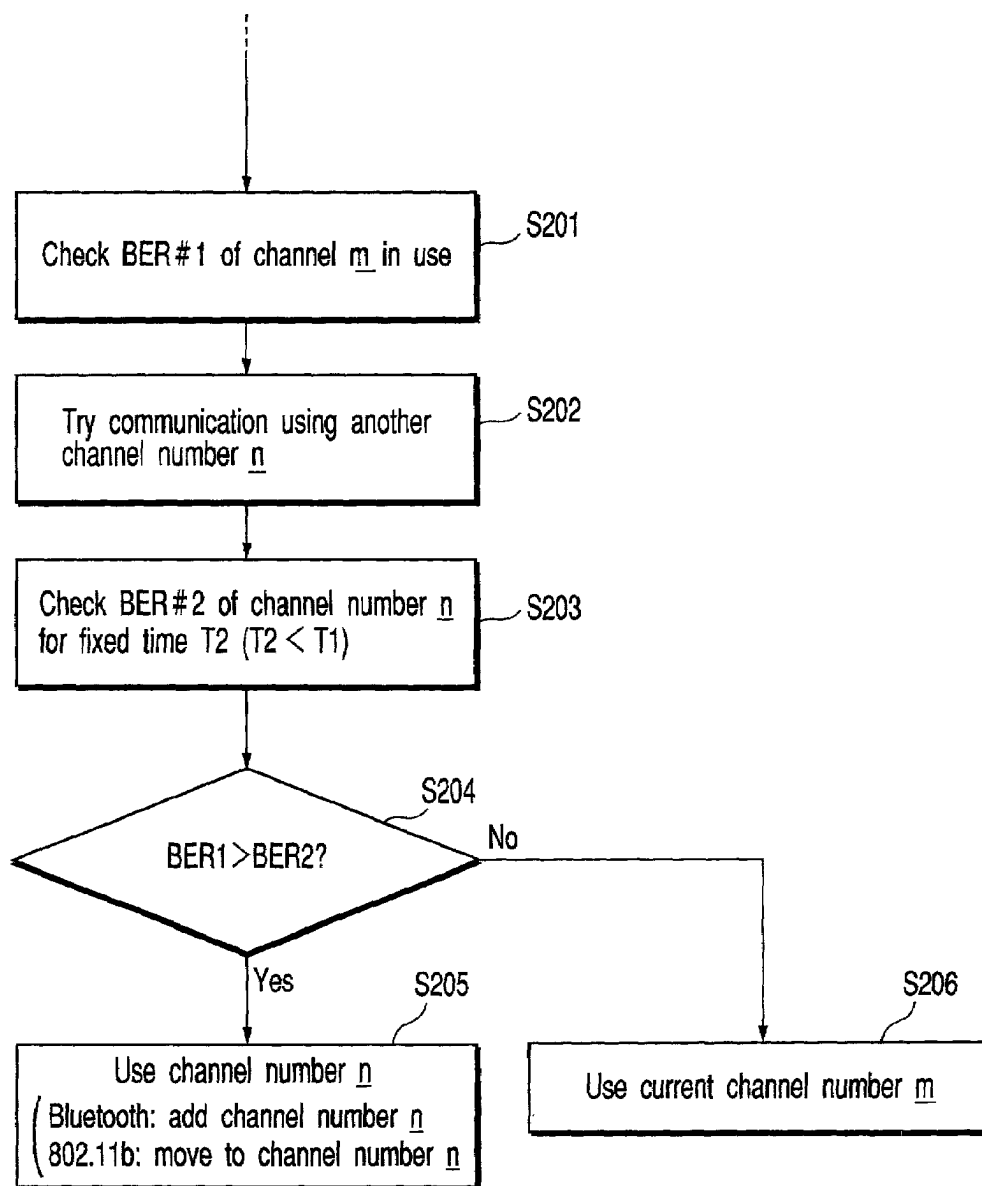 Check BER#1 of channel m in use
S201
Try communication using another
channel number n
S202
Check BER#2 of channel number n
for fixed time T2 (T2 < T1)
S203
BER1>BER2?
S204
No
Yes
S205
Use channel number n
(Bluetooth: add channel number n
802.11b: move to channel number n
S206
Use current channel number m